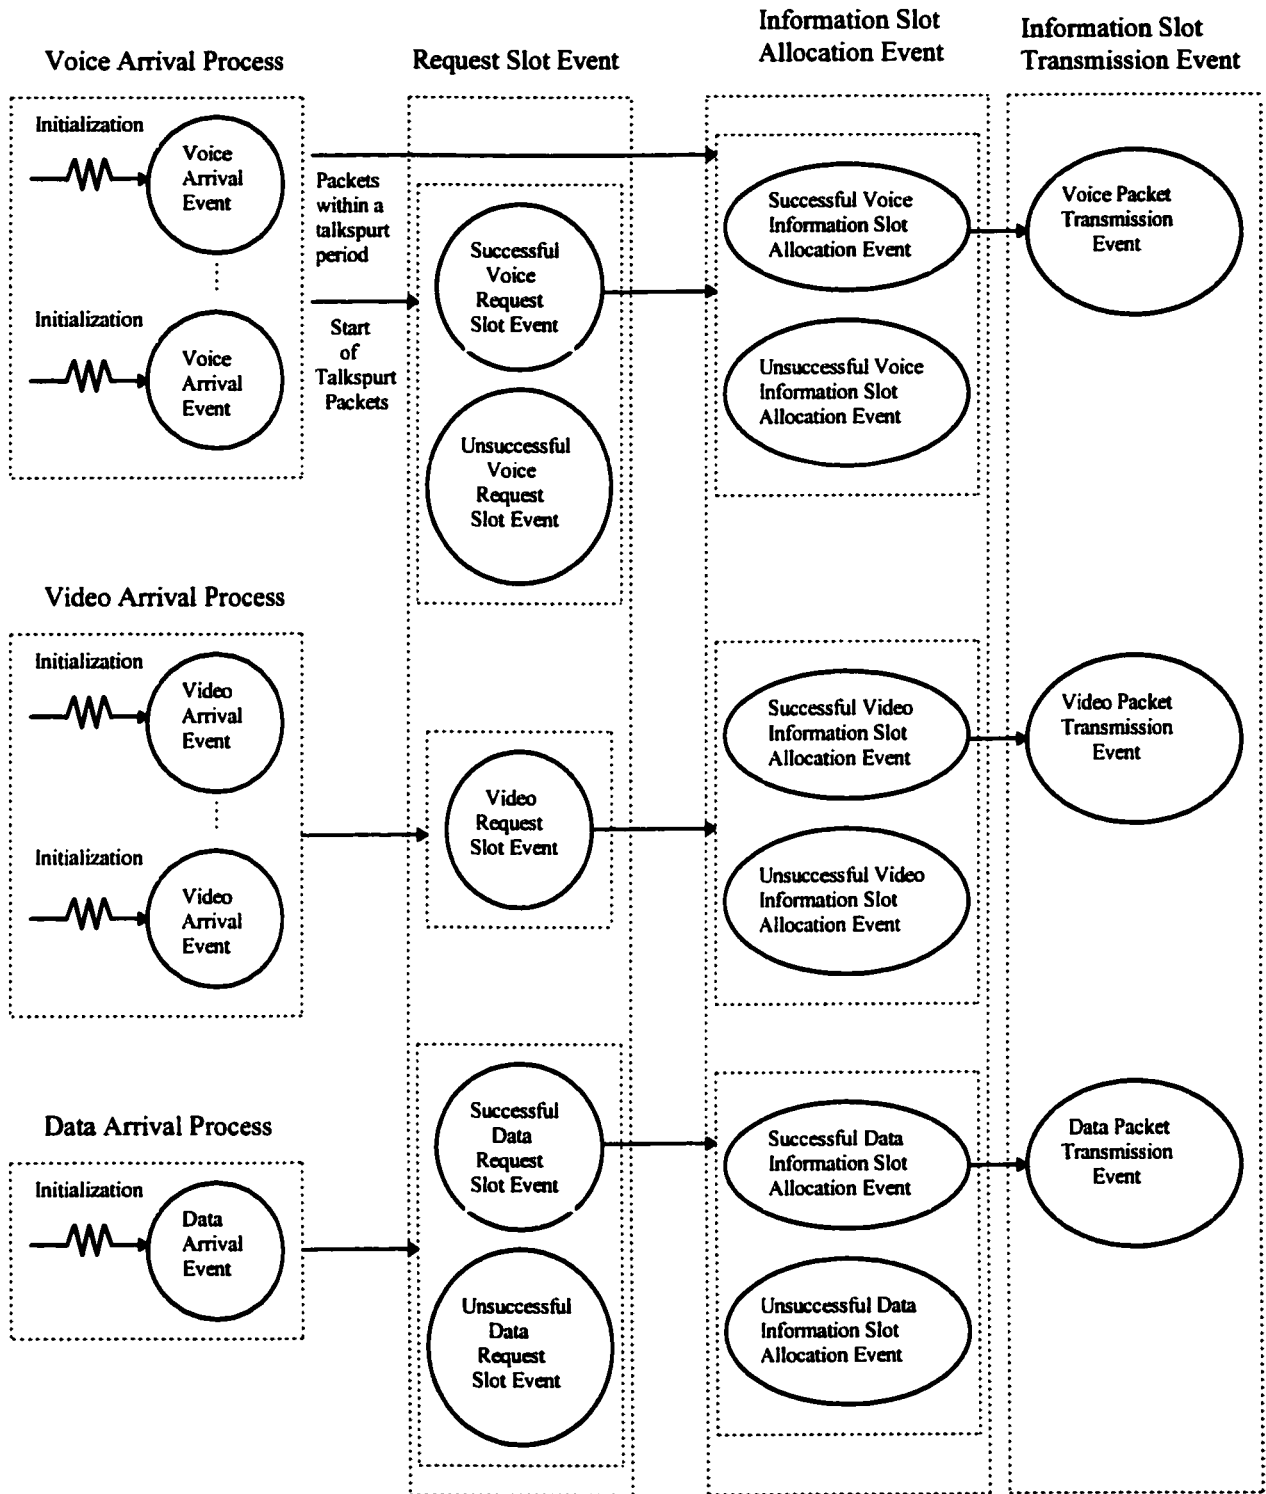 Voice Arrival Process
Request Slot Event
Information Slot
Allocation Event
Information Slot
Transmission Event
Initialization
Voice
Arrival
Event
Initialization
Voice
Arrival
Event
Packets
within a
talkspurt
period
Start
of
Talkspurt
Packets
Successful
Voice
Request
Slot Event
Unsuccessful
Voice
Request
Slot Event
Successful Voice
Information Slot
Allocation Event
Unsuccessful Voice
Information Slot
Allocation Event
Voice Packet
Transmission
Event
Video Arrival Process
Initialization
Video
Arrival
Event
Initialization
Video
Arrival
Event
Video
Request
Slot Event
Successful Video
Information Slot
Allocation Event
Unsuccessful Video
Information Slot
Allocation Event
Video Packet
Transmission
Event
Data Arrival Process
Initialization
Data
Arrival
Event
Successful
Data
Request
Slot Event
Unsuccessful
Data
Request
Slot Event
Successful Data
Information Slot
Allocation Event
Unsuccessful Data
Information Slot
Allocation Event
Data Packet
Transmission
Event